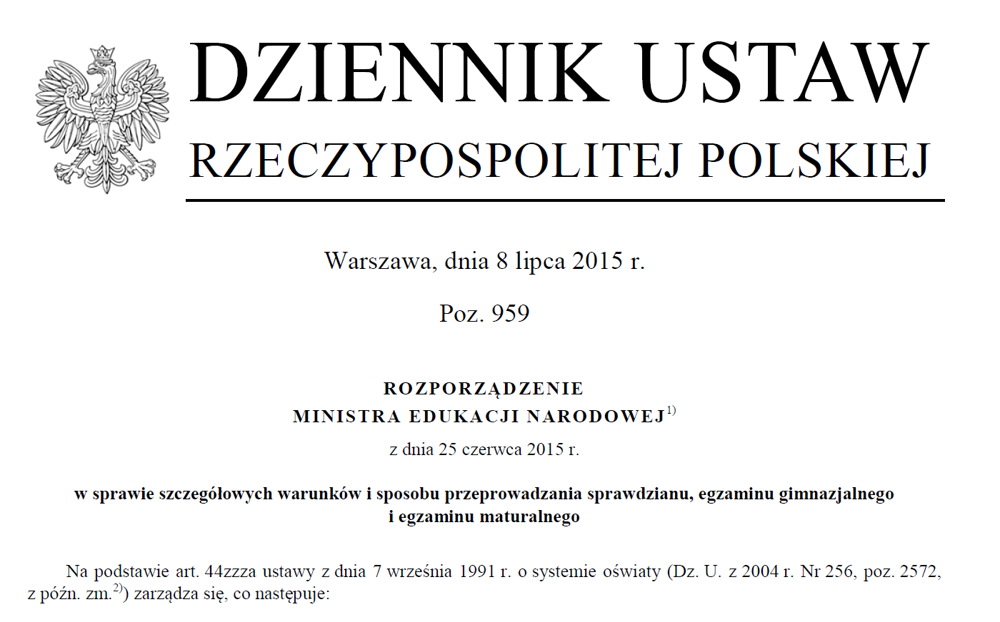 DZIENNIK USTAW
RZECZYPOSPOLITEJ POLSKIEJ
Warszawa, dnia 8 lipca 2015 r.
Poz. 959
ROZPORZĄDZENIE
MINISTRA EDUKACJI NARODOWEJ1)
z dnia 25 czerwca 2015 r.
w sprawie szczegółowych warunków i sposobu przeprowadzania sprawdzianu, egzaminu gimnazjalnego
i egzaminu maturalnego
Na podstawie art. 44zzza ustawy z dnia 7 września 1991 r. o systemie oświaty (Dz. U. z 2004 r. Nr 256, poz. 2572,
z późn. zm.2)) zarządza się, co następuje: